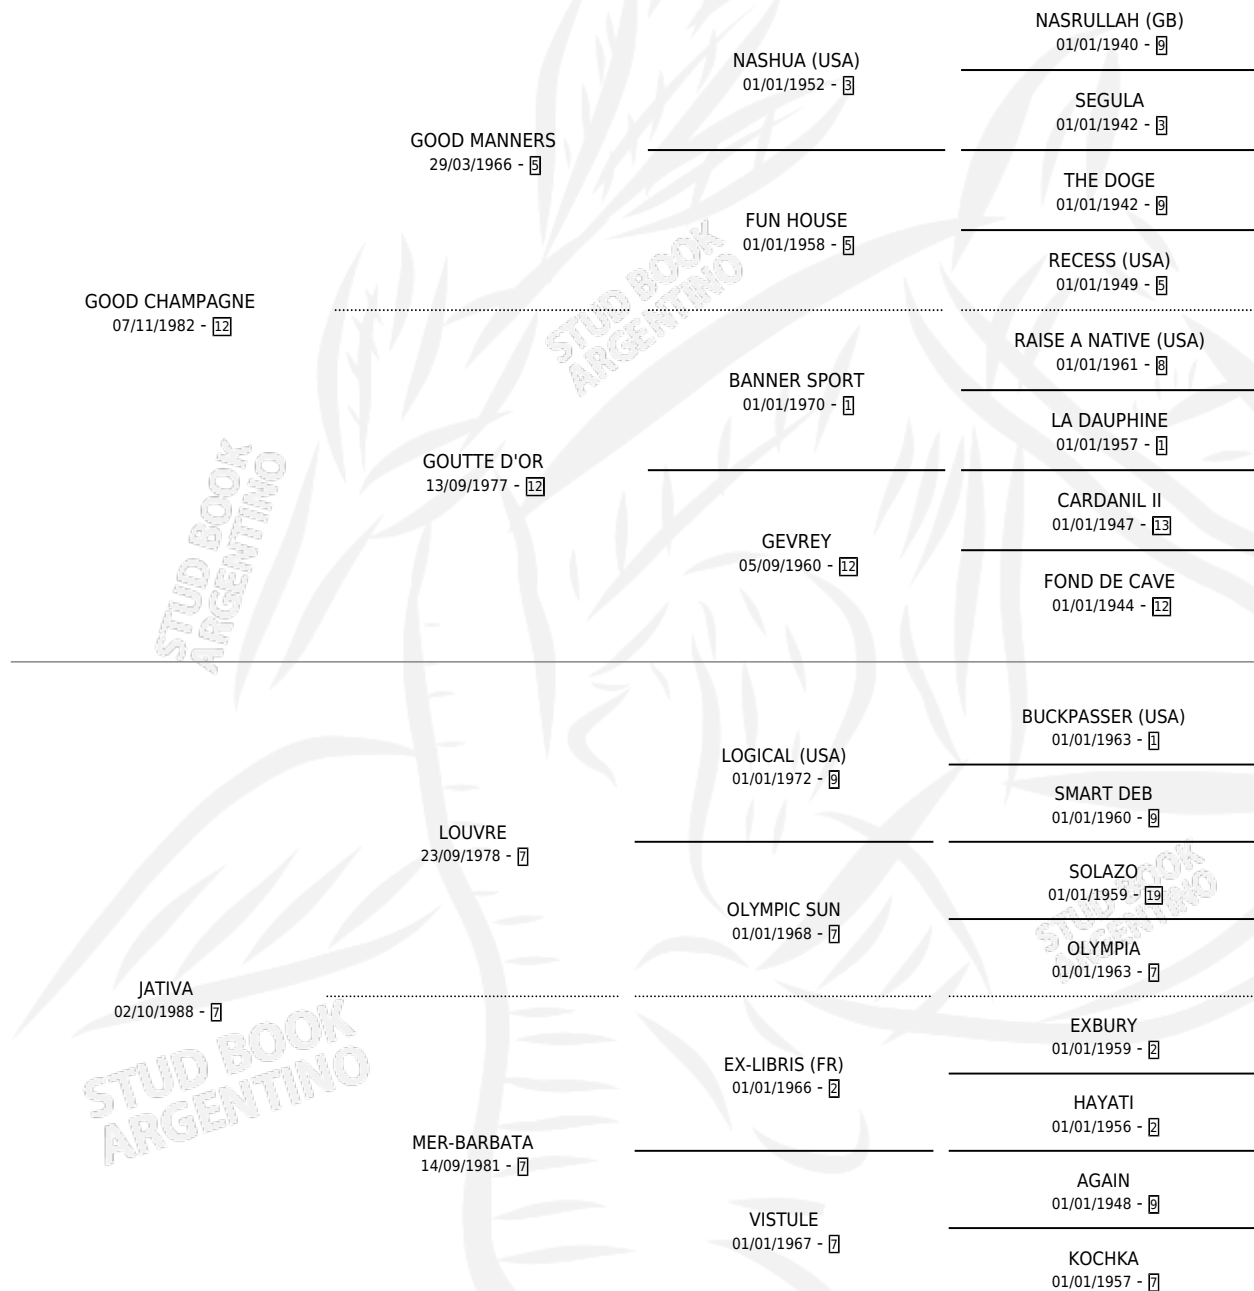 NASRULLAH (GB)
01/01/1940 - 9
NASHUA (USA)
01/01/1952 - 3
SEGULA
01/01/1942 - 3
GOOD MANNERS
29/03/1966 - 5
THE DOGE
01/01/1942 - 9
FUN HOUSE
01/01/1958 - 5
RECESS (USA)
01/01/1949 - 5
GOOD CHAMPAGNE
07/11/1982 - 12
STUD BOOK
ARGENTINO
RAISE A NATIVE (USA)
01/01/1961 - 8
BANNER SPORT
01/01/1970 - 1
LA DAUPHINE
01/01/1957 - 1
GOUTTE D'OR
13/09/1977 - 12
CARDANIL II
01/01/1947 - 13
GEVREY
05/09/1960 - 12
FOND DE CAVE
01/01/1944 - 12
STUD BOOK
ARGENTINO
BUCKPASSER (USA)
01/01/1963 - 1
LOGICAL (USA)
01/01/1972 - 9
SMART DEB
01/01/1960 - 9
LOUVRE
23/09/1978 - 7
SOLAZO
01/01/1959 - 19
OLYMPIC SUN
01/01/1968 - 7
STUD BOOK
ARGENTINO
OLYMPIA
01/01/1963 - 7
JATIVA
02/10/1988 - 7
STUD BOOK
ARGENTINO
EXBURY
01/01/1959 - 2
EX-LIBRIS (FR)
01/01/1966 - 2
HAYATI
01/01/1956 - 2
MER-BARBATA
14/09/1981 - 7
AGAIN
01/01/1948 - 9
VISTULE
01/01/1967 - 7
KOCHKA
01/01/1957 - 7